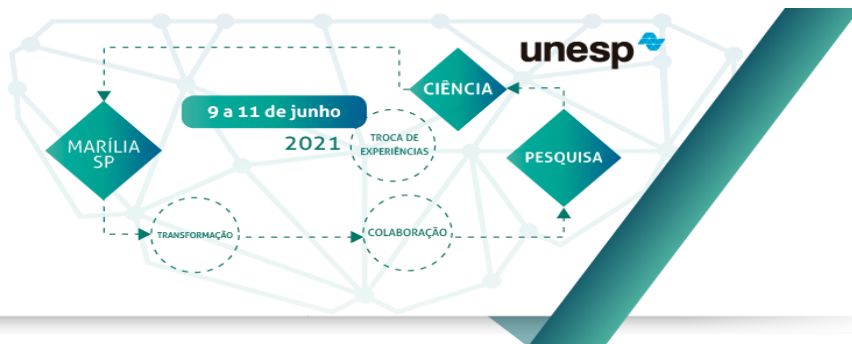 unesp
CIÊNCIA
9 a 11 de junho
2021
TROCA DE
EXPERIÊNCIAS
MARÍLIA
SP
PESQUISA
TRANSFORMAÇÃO
COLABORAÇÃO